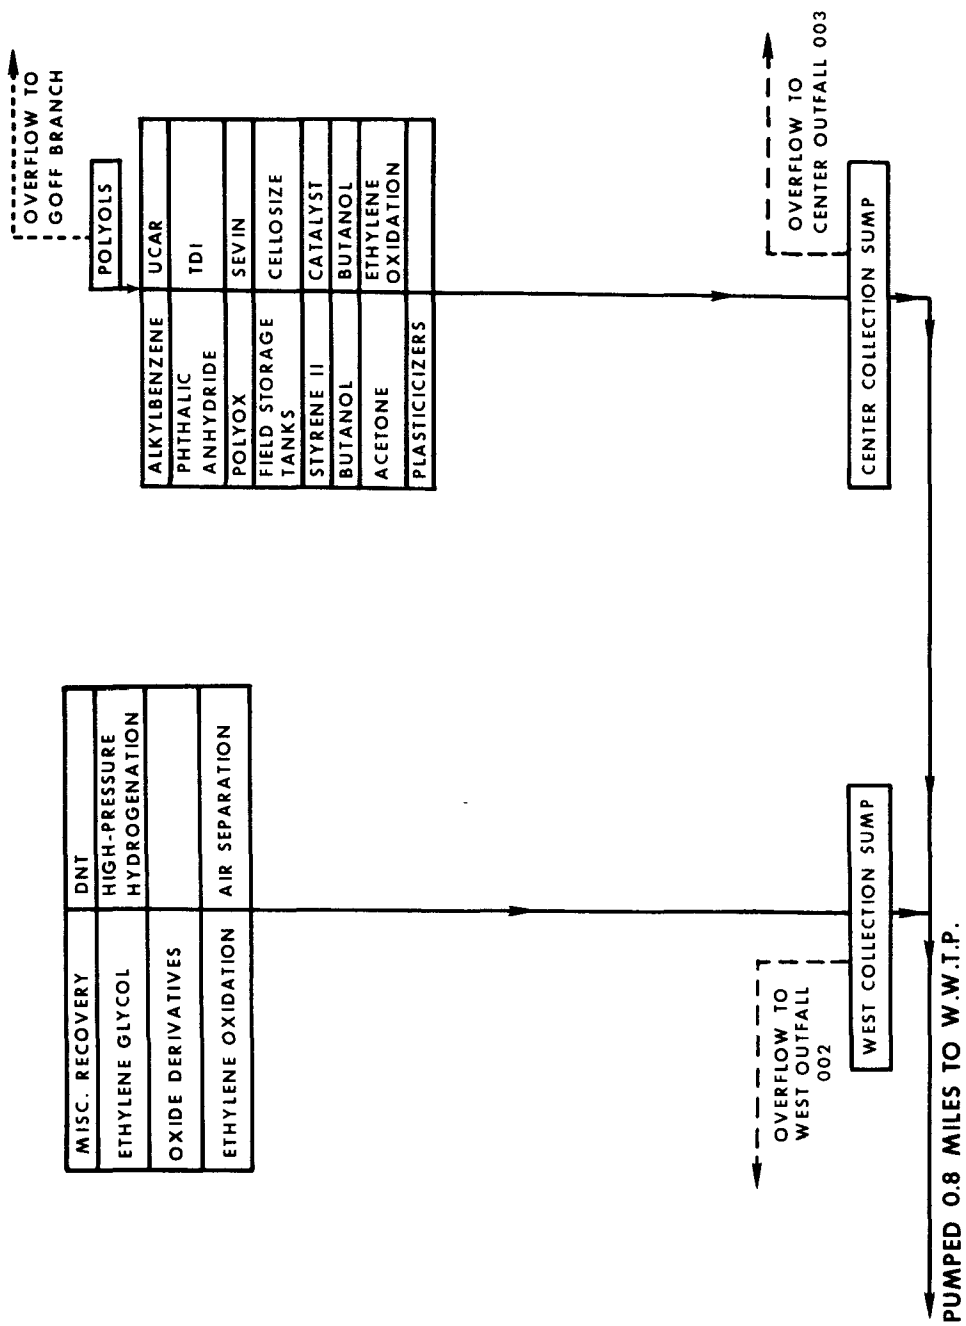 OVERFLOW TO
GOFF BRANCH
POLYOLS
MISC. RECOVERY
DNT
ETHYLENE GLYCOL
HIGH-PRESSURE
HYDROGENATION
OXIDE DERIVATIVES
ETHYLENE OXIDATION
AIR SEPARATION
ALKYLBENZENE
UCAR
PHTHALIC
ANHYDRIDE
TDI
POLYOX
SEVIN
FIELD STORAGE
TANKS
CELLOSIZE
STYRENE II
CATALYST
BUTANOL
BUTANOL
ACETONE
ETHYLENE
OXIDATION
PLASTICICIZERS
OVERFLOW TO
WEST OUTFALL
002
WEST COLLECTION SUMP
OVERFLOW TO
CENTER OUTFALL 003
CENTER COLLECTION SUMP
PUMPED 0.8 MILES TO W.W.T.P.